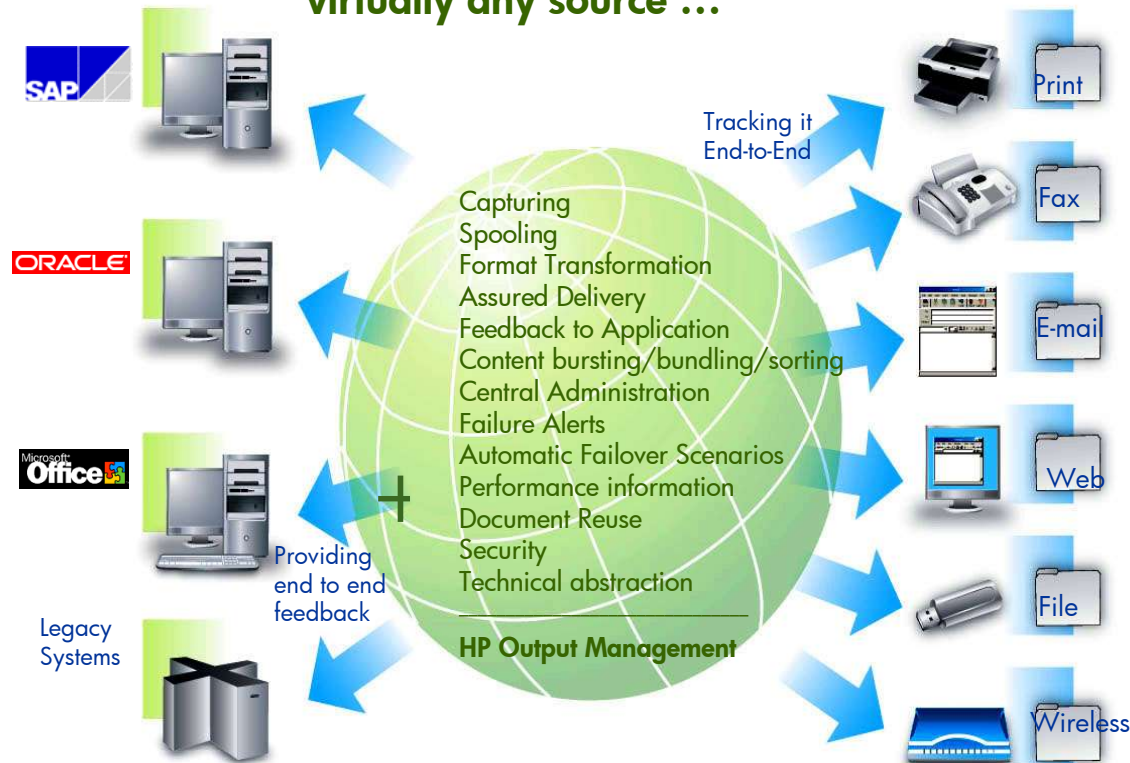 virtually any source ...
SAP
Tracking it
End-to-End
Print
Fax
ORACLE
E-mail
Capturing
Spooling
Format Transformation
Assured Delivery
Feedback to Application
Content bursting/bundling/sorting
Central Administration
Failure Alerts
Automatic Failover Scenarios
Performance information
Document Reuse
Security
Technical abstraction
+
HP Output Management
Microsoft
Office
Web
Providing
end to end
feedback
Legacy
Systems
File
Wireless